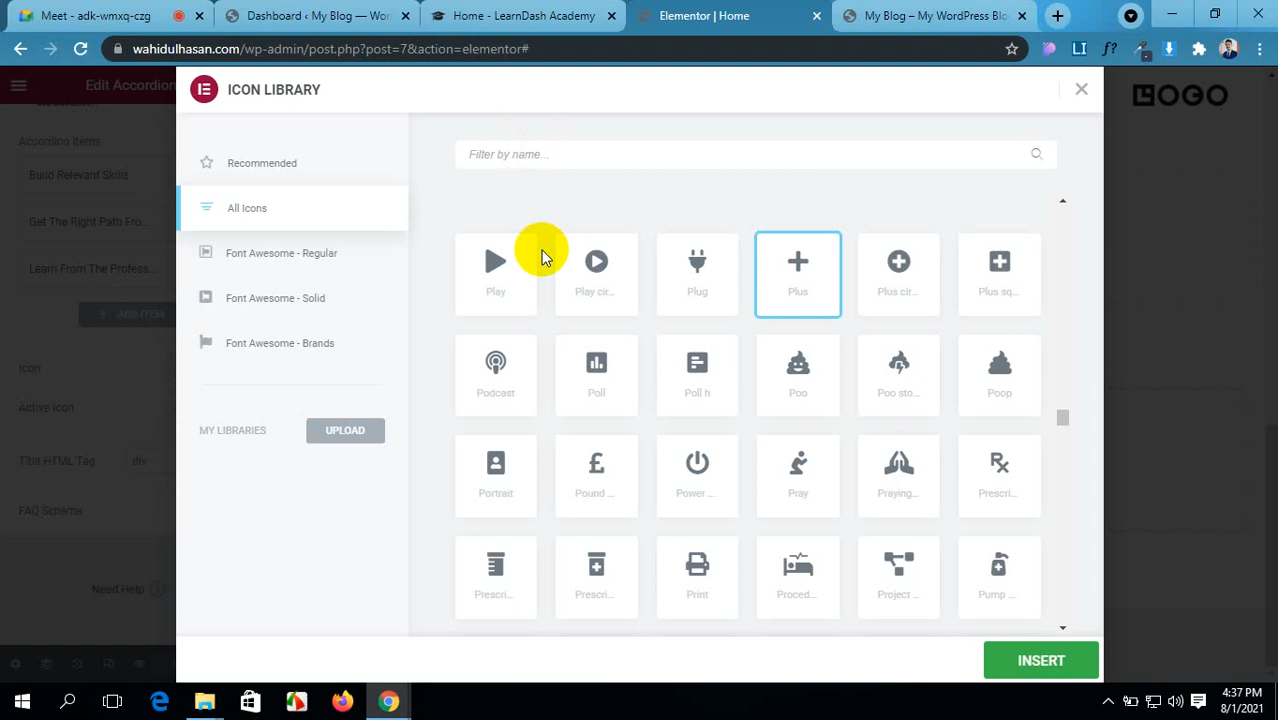 Meet - adk-wmxq-czg
Dashboard ‹ My Blog — Wor
Home - LearnDash Academy
Elementor | Home
My Blog – My WordPress Blo
wahidulhasan.com/wp-admin/post.php?post=7&action=elementor#
Edit Accordion
ICON LIBRARY
LOGO
Accordion Items
Build Relevant Skills
Get The Right Path Fro...
Learn From The Profess...
ADD ITEM
Icon
Active Icon
Title HTML Tag
div
FAQ Schema
Need Help
Recommended
All Icons
Font Awesome - Regular
Font Awesome - Solid
Font Awesome - Brands
MY LIBRARIES
UPLOAD
Filter by name...
Play
Play cir...
Plug
Plus
Plus cir...
Plus sq...
Podcast
Poll
Poll h
Poo
Poo sto...
Poop
Portrait
Pound ...
Power ...
Pray
Praying...
Prescri...
Prescri...
Prescri...
Print
Proced...
Project ...
Pump ...
INSERT
4:37 PM
8/1/2021